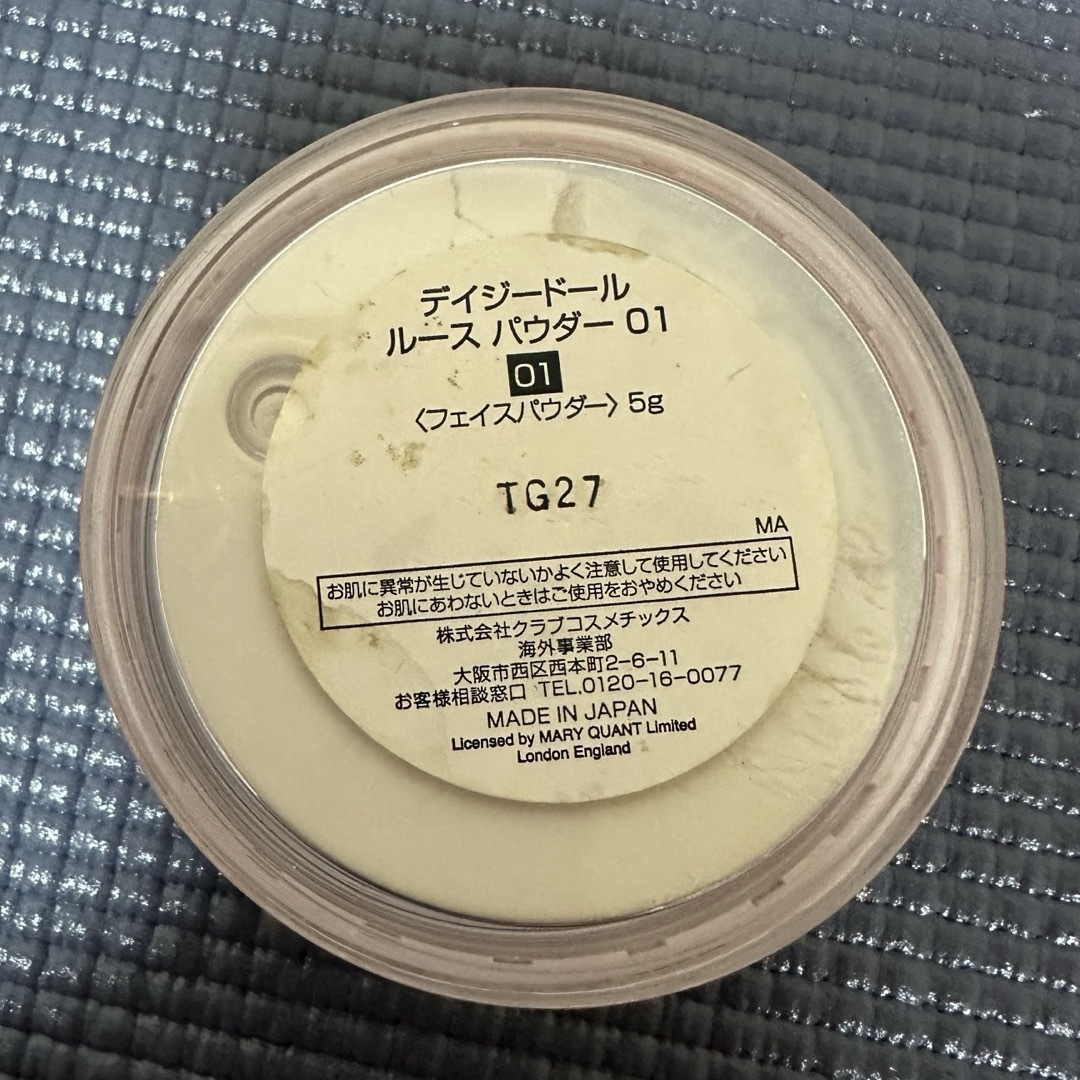 デイジードール
ルース パウダー 01
01
〈フェイスパウダー〉 5g
TG27
MA
お肌に異常が生じていないかよく注意して使用してください
お肌にあわないときはご使用をおやめください
株式会社クラブコスメチックス
海外事業部
大阪市西区西本町2-6-11
お客様相談窓口 TEL.0120-16-0077
MADE IN JAPAN
Licensed by MARY QUANT Limited
London England